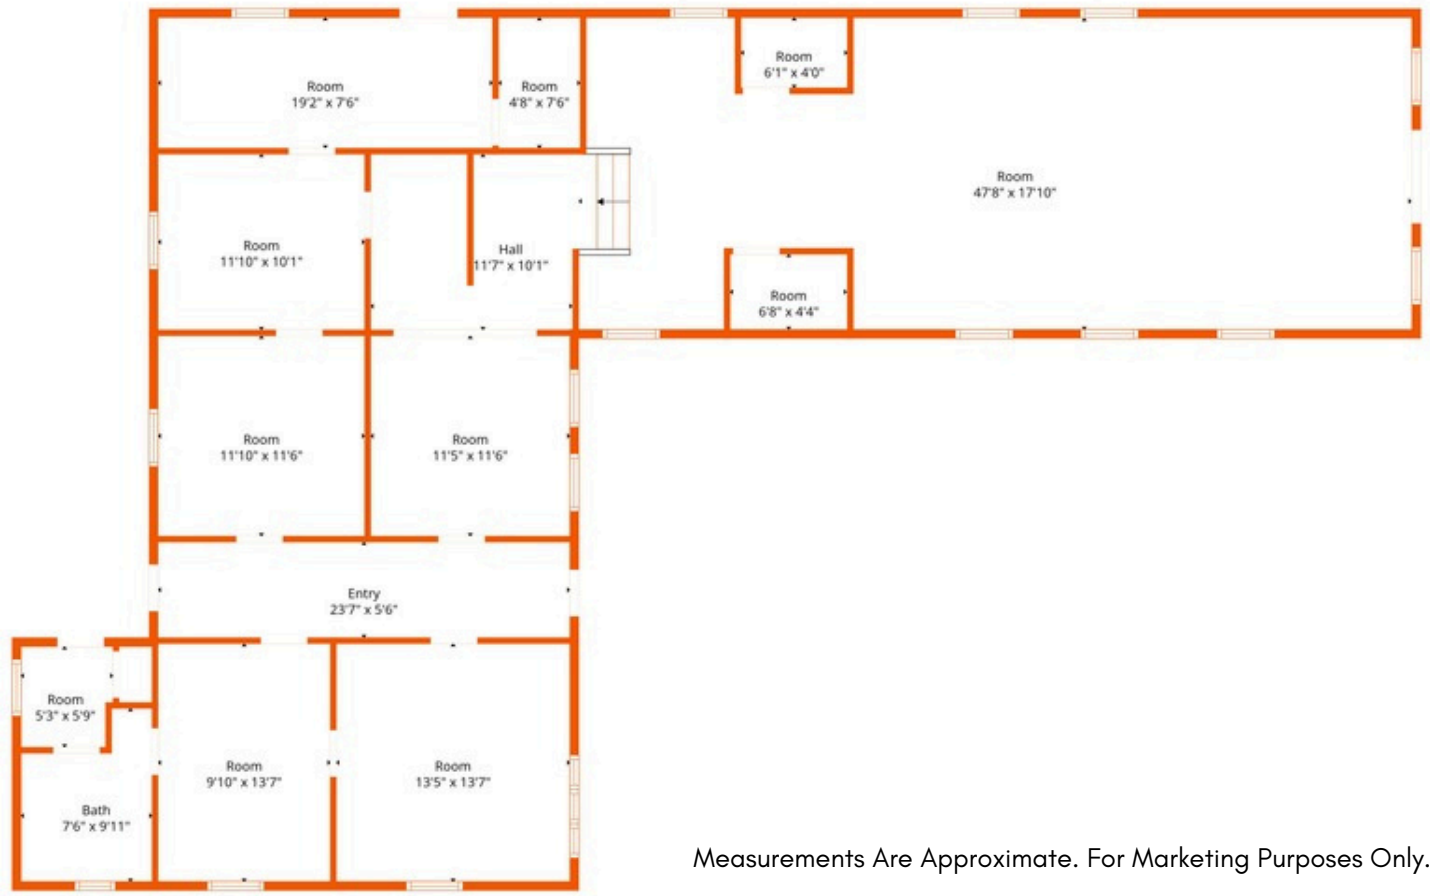 Room
19'2" x 7'6"
Room
4'8" x 7'6"
Room
6'1" x 4'0"
Room
47'8" x 17'10"
Room
11'10" x 10'1"
Hall
11'7" x 10'1"
Room
6'8" x 4'4"
Room
11'10" x 11'6"
Room
11'5" x 11'6"
Entry
23'7" x 5'6"
Room
5'3" x 5'9"
Room
9'10" x 13'7"
Room
13'5" x 13'7"
Bath
7'6" x 9'11"
Measurements Are Approximate. For Marketing Purposes Only.